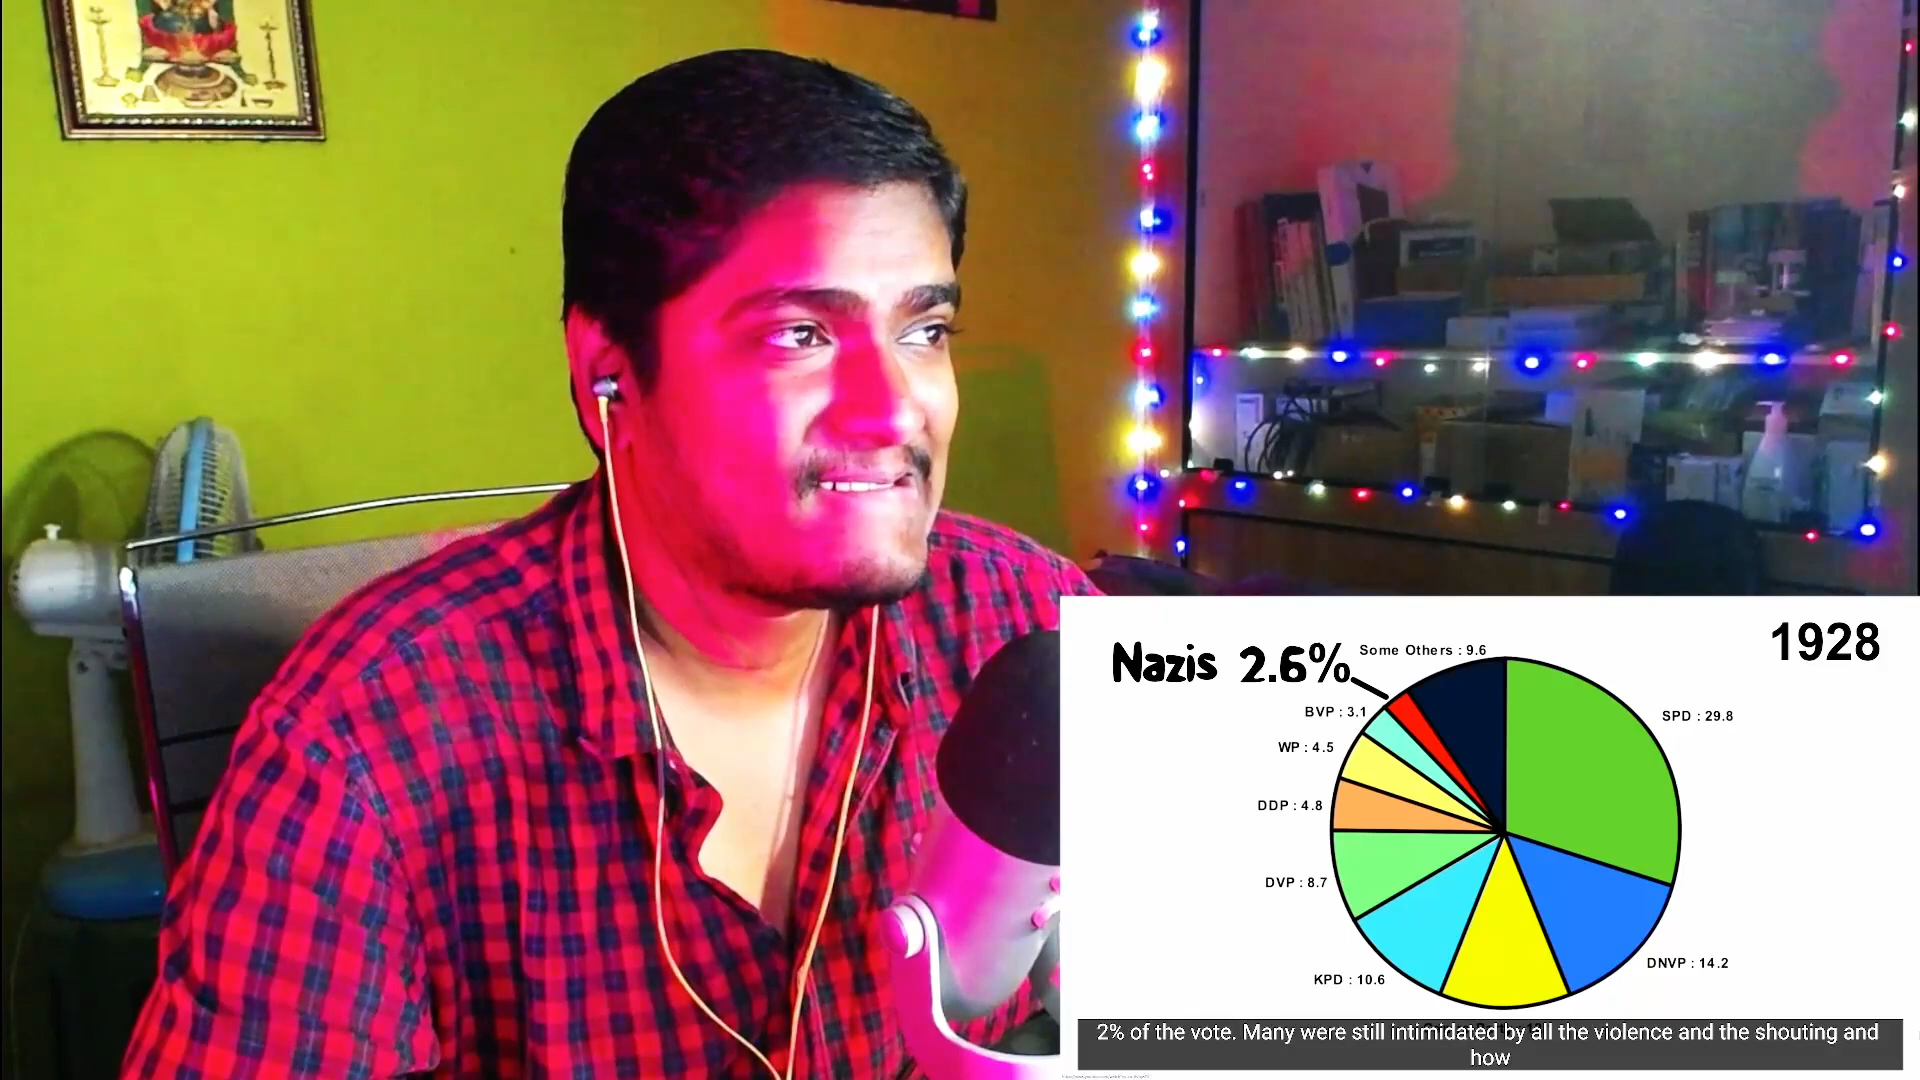 1928
Nazis 2.6%
Some Others : 9.6
SPD : 29.8
BVP : 3.1
WP : 4.5
DDP : 4.8
DVP : 8.7
DNVP : 14.2
KPD : 10.6
2% of the vote. Many were still intimidated by all the violence and the shouting and
how